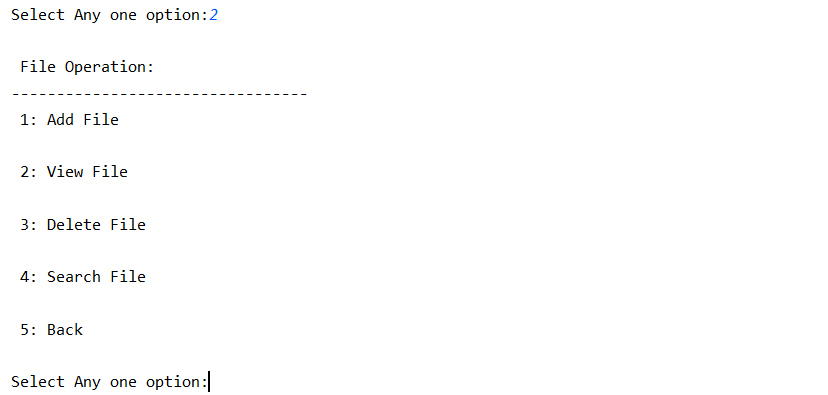 Select Any one option:2
File Operation:
---------------------------------
1: Add File
2: View File
3: Delete File
4: Search File
5: Back
Select Any one option: